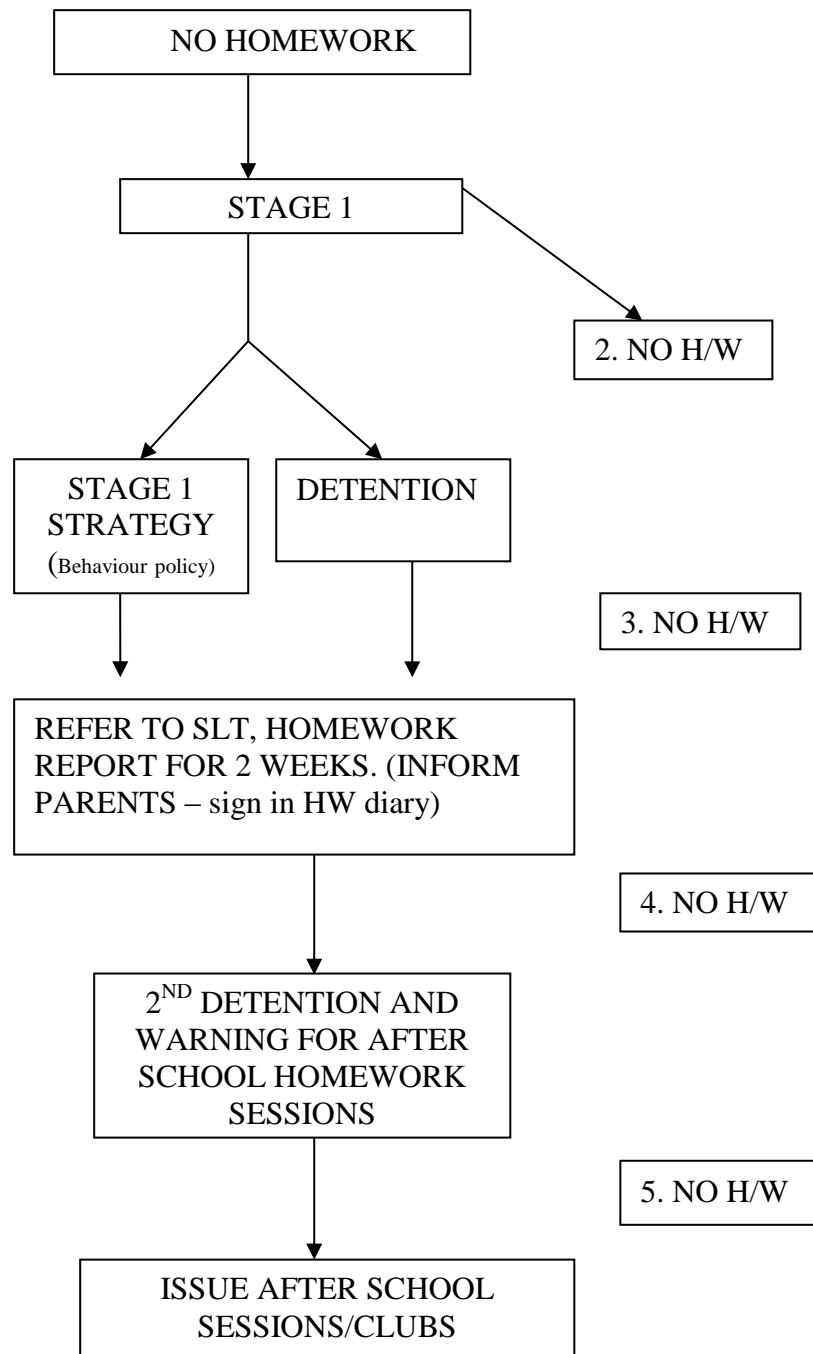 NO HOMEWORK
STAGE 1
2. NO H/W
STAGE 1
STRATEGY
(Behaviour policy)
DETENTION
3. NO H/W
REFER TO SLT, HOMEWORK
REPORT FOR 2 WEEKS. (INFORM
PARENTS – sign in HW diary)
4. NO H/W
2ND DETENTION AND
WARNING FOR AFTER
SCHOOL HOMEWORK
SESSIONS
5. NO H/W
ISSUE AFTER SCHOOL
SESSIONS/CLUBS